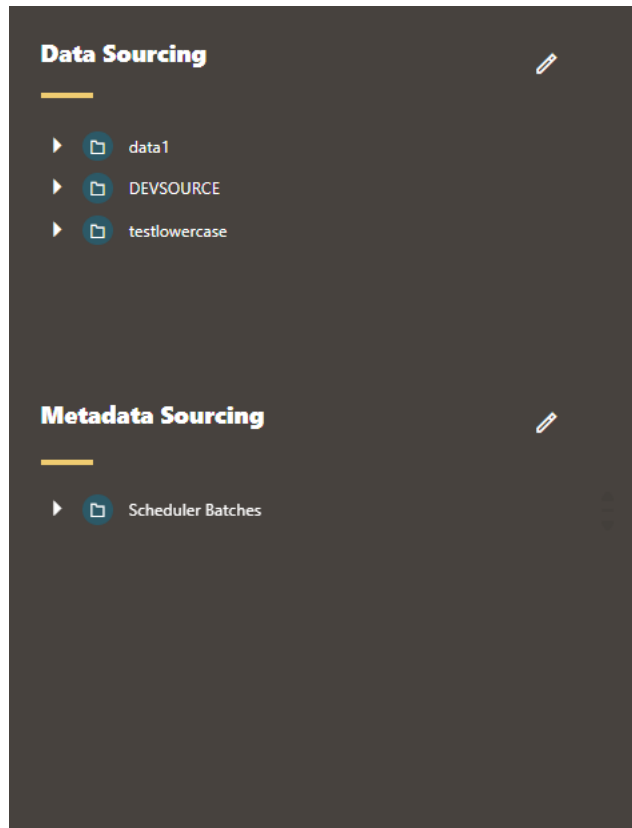 Data Sourcing
data1
DEVSOURCE
testlowercase
Metadata Sourcing
Scheduler Batches